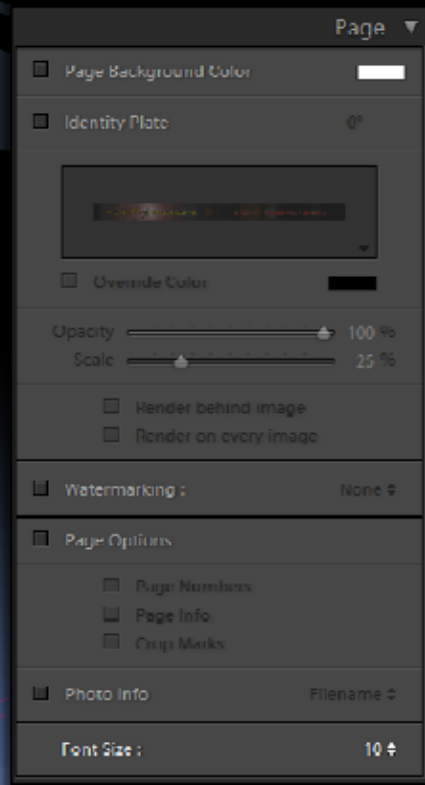 Page
Page Background Color
Identity Plate 0°
Override Color
Opacity 100 %
Scale 25 %
Render behind image
Render on every image
Watermarking : None
Page Options
Page Numbers
Page Info
Crop Marks
Photo Info Filename
Font Size : 10